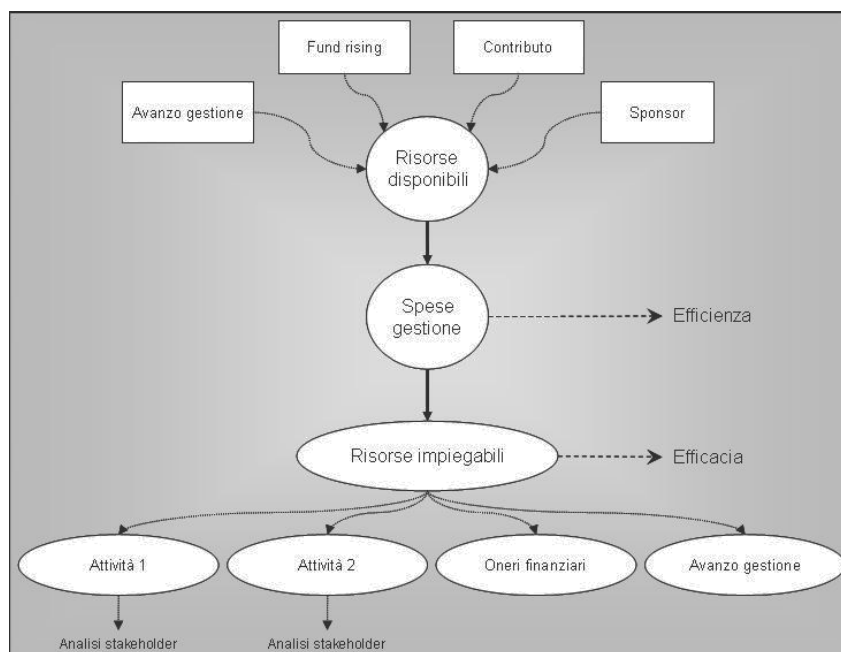 Fund rising
Contributo
Avanzo gestione
Sponsor
Risorse
disponibili
Spese
gestione
Efficienza
Risorse impiegabili
Efficacia
Attività 1
Attività 2
Oneri finanziari
Avanzo gestione
Analisi stakeholder
Analisi stakeholder